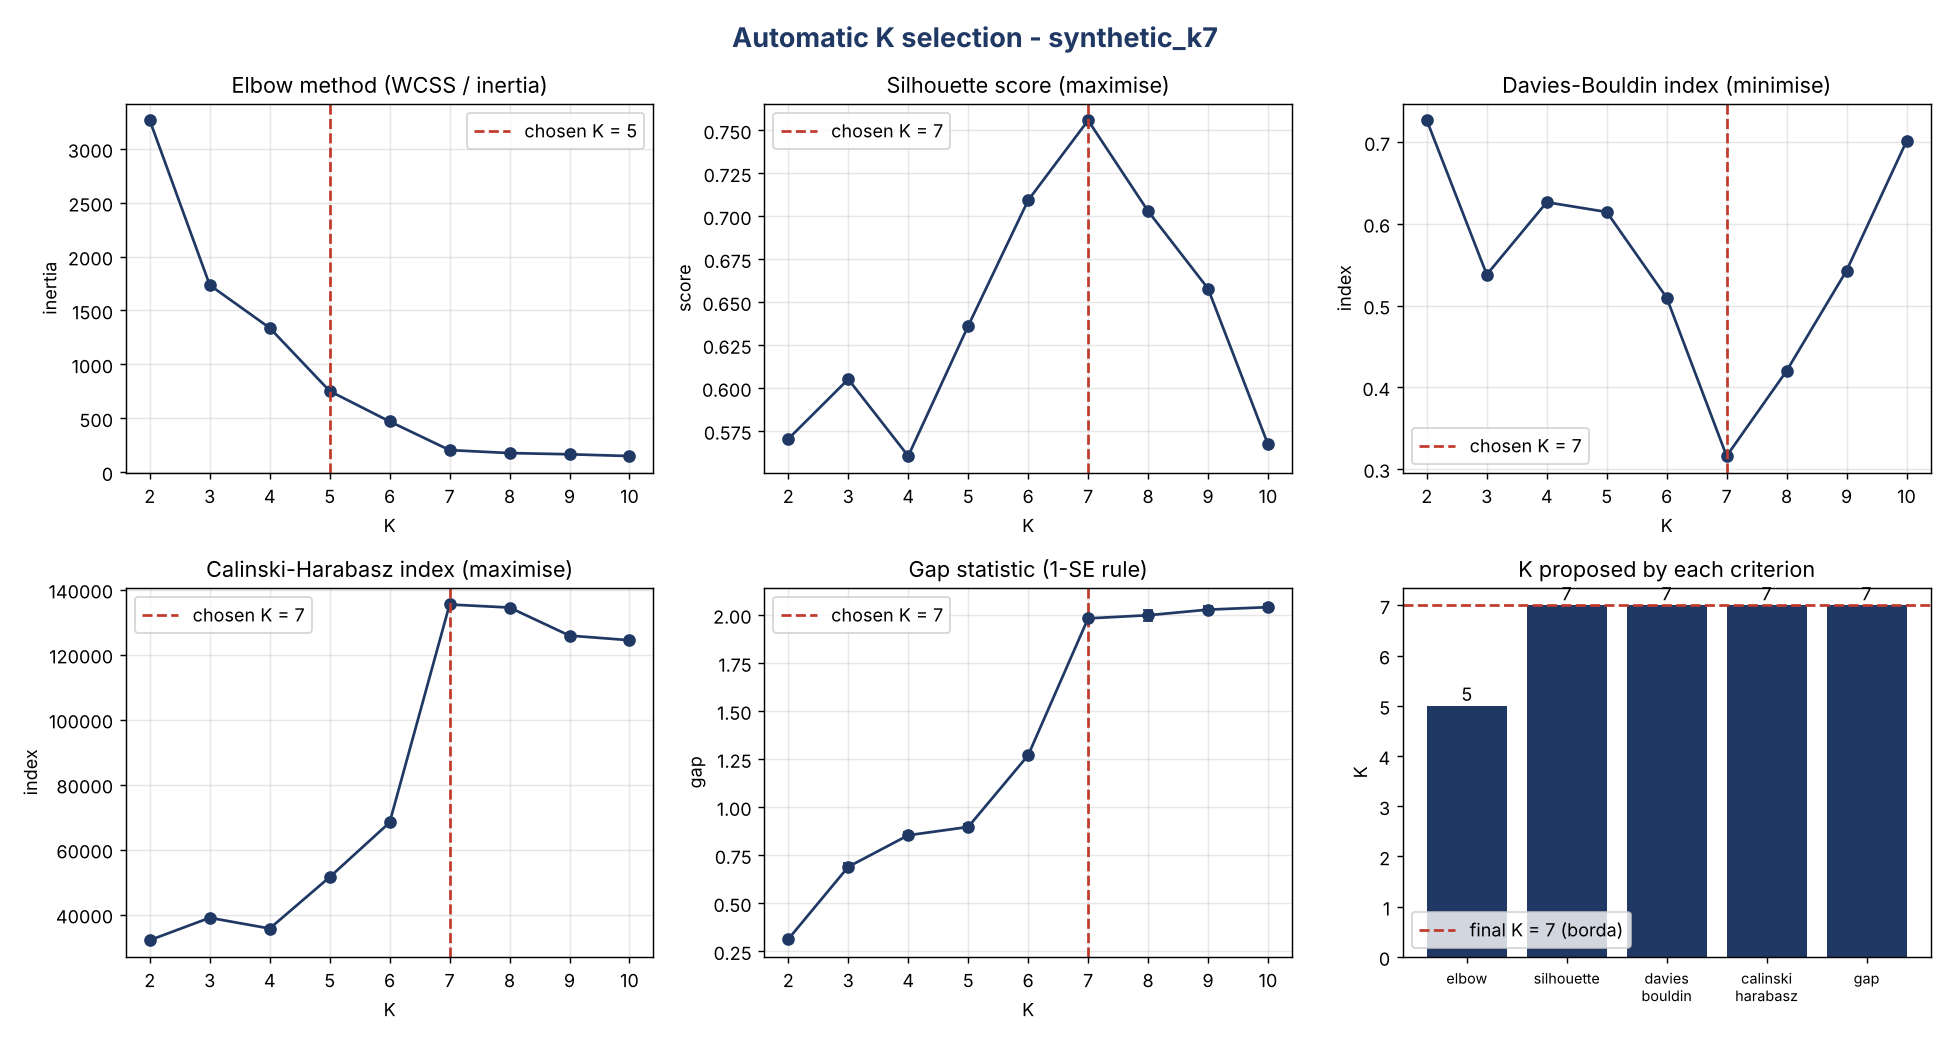 Automatic K selection - synthetic_k7
Elbow method (WCSS / inertia)
chosen K = 5
3000
2500
2000
1500
1000
500
0
inertia
2 3 4 5 6 7 8 9 10
K
Silhouette score (maximise)
chosen K = 7
0.750
0.725
0.700
0.675
0.650
0.625
0.600
0.575
score
2 3 4 5 6 7 8 9 10
K
Davies-Bouldin index (minimise)
chosen K = 7
0.7
0.6
0.5
0.4
0.3
index
2 3 4 5 6 7 8 9 10
K
Calinski-Harabasz index (maximise)
chosen K = 7
140000
120000
100000
80000
60000
40000
index
2 3 4 5 6 7 8 9 10
K
Gap statistic (1-SE rule)
chosen K = 7
2.00
1.75
1.50
1.25
1.00
0.75
0.50
0.25
gap
2 3 4 5 6 7 8 9 10
K
K proposed by each criterion
7 7 7 7
5
7
6
5
4
3
2
1
0
K
final K = 7 (borda)
elbow silhouette davies calinski gap
bouldin harabasz